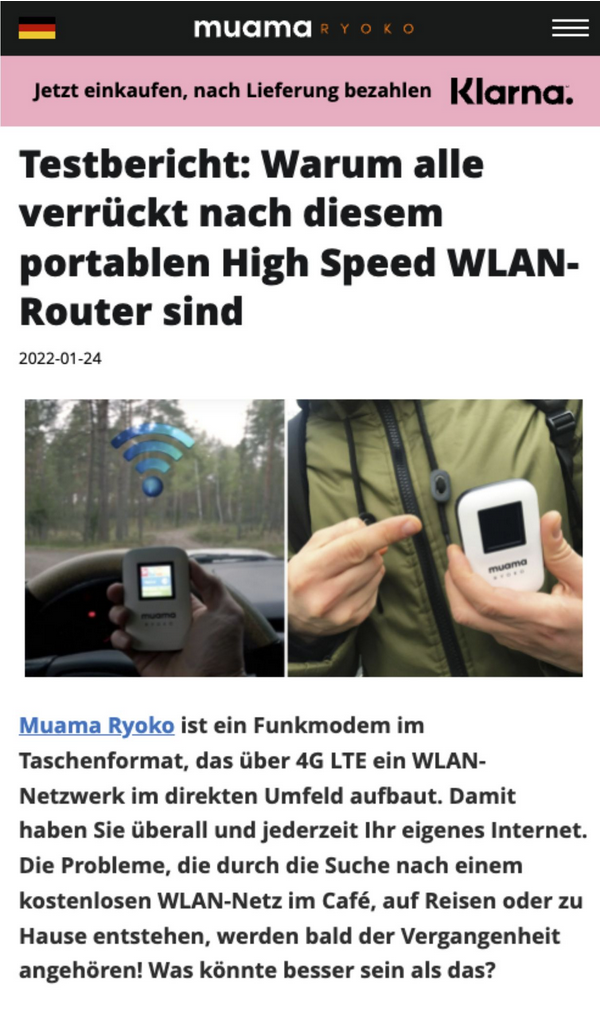 muama RYOKO
Jetzt einkaufen, nach Lieferung bezahlen Klarna.
Testbericht: Warum alle
verrückt nach diesem
portablen High Speed WLAN-
Router sind
2022-01-24
muama
RYOKO
muama
RYOKO
Muama Ryoko ist ein Funkmodem im
Taschenformat, das über 4G LTE ein WLAN-
Netzwerk im direkten Umfeld aufbaut. Damit
haben Sie überall und jederzeit Ihr eigenes Internet.
Die Probleme, die durch die Suche nach einem
kostenlosen WLAN-Netz im Café, auf Reisen oder zu
Hause entstehen, werden bald der Vergangenheit
angehören! Was könnte besser sein als das?